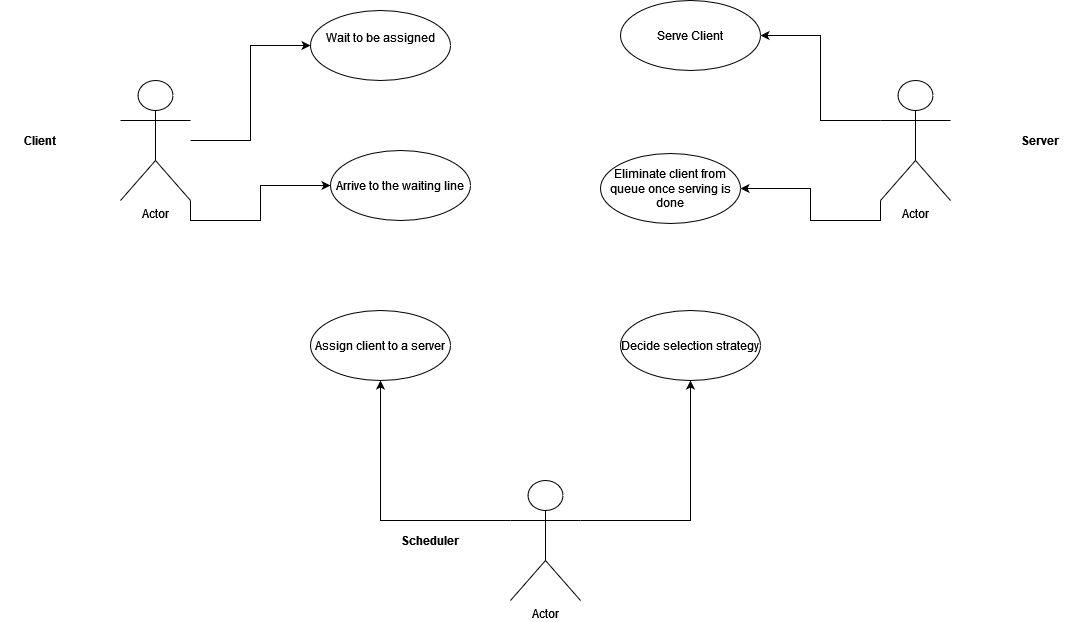 Wait to be assigned
Serve Client
Client
Server
Arrive to the waiting line
Eliminate client from
queue once serving is
done
Actor
Actor
Assign client to a server
Decide selection strategy
Scheduler
Actor